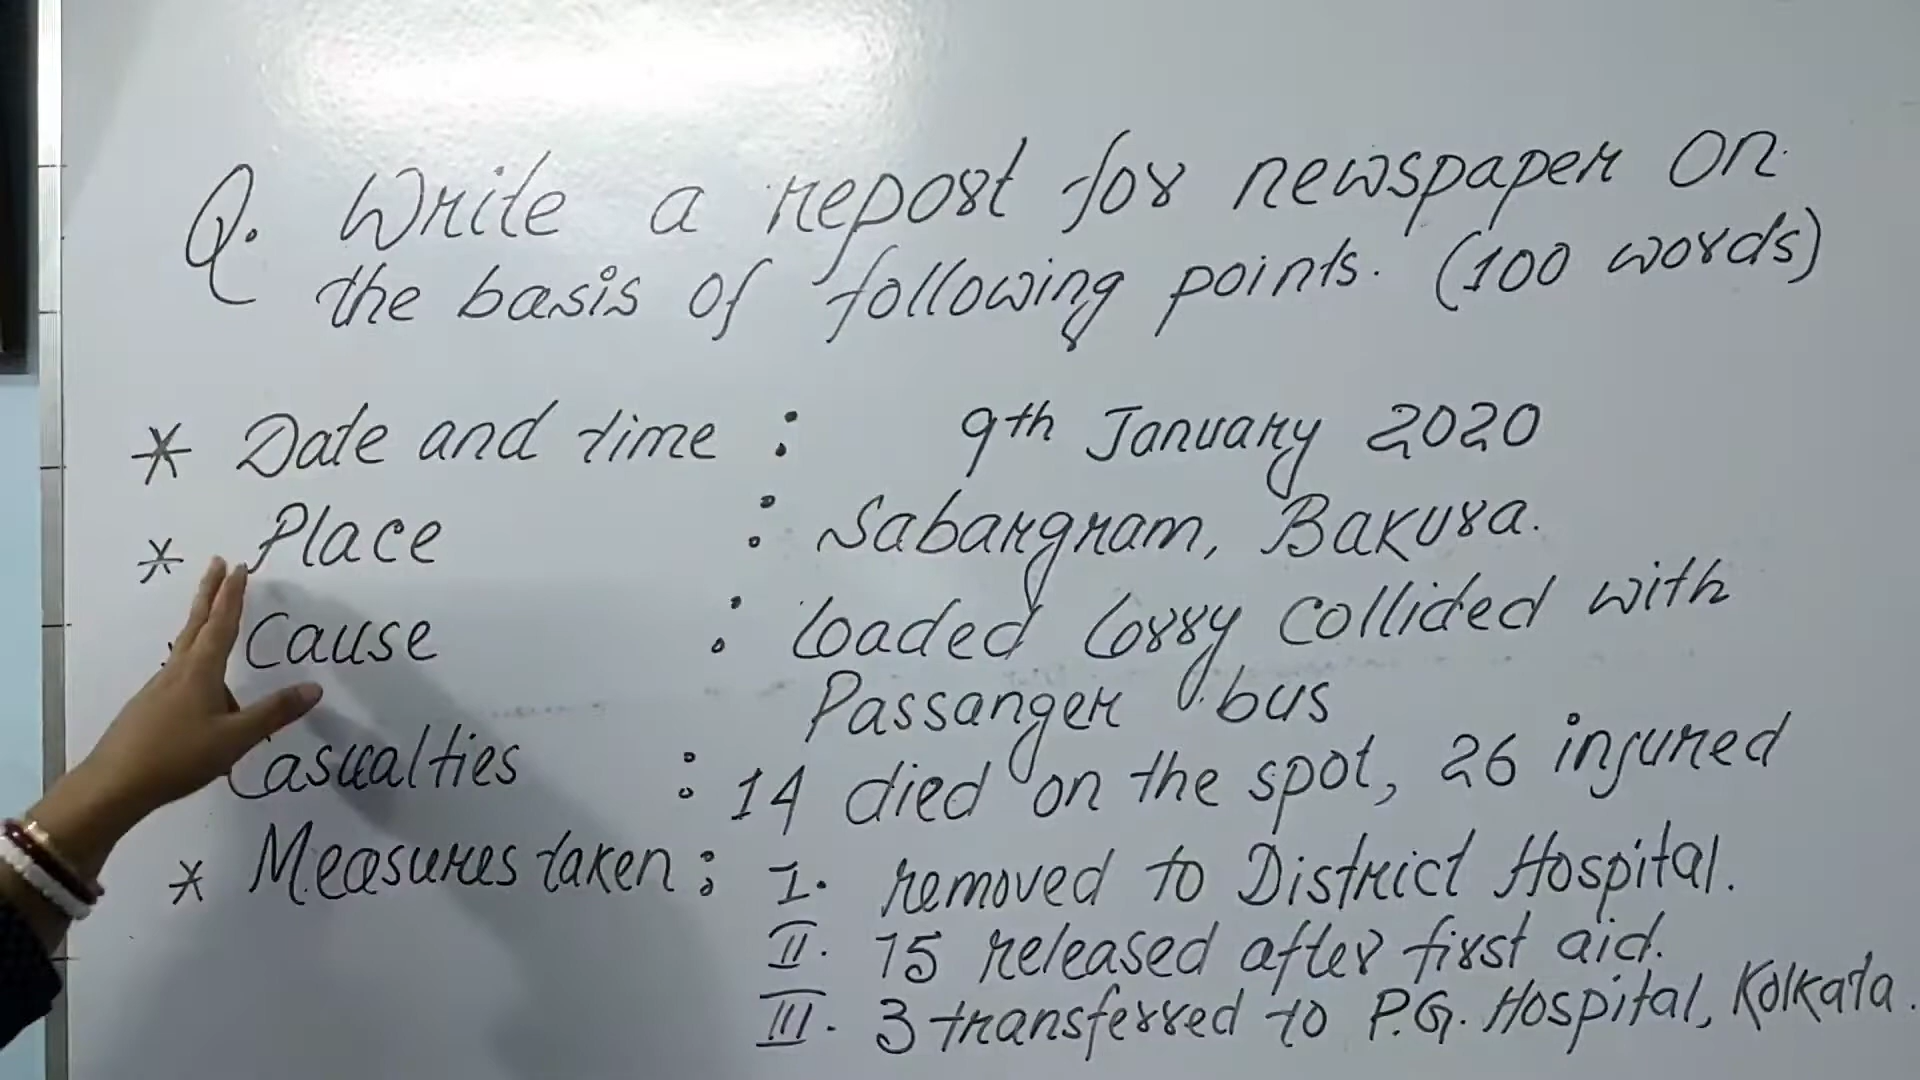 Q. Write a report for newspaper on
the basis of following points. (100 words)
* Date and time : 9th January 2020
* Place : Sabargram, Bakura.
* Cause : Loaded lorry collided with
Passanger bus
Casualties : 14 died on the spot, 26 injured
* Measures taken : I. removed to District Hospital.
II. 15 released after first aid.
III. 3 transferred to P.G. Hospital, Kolkata.